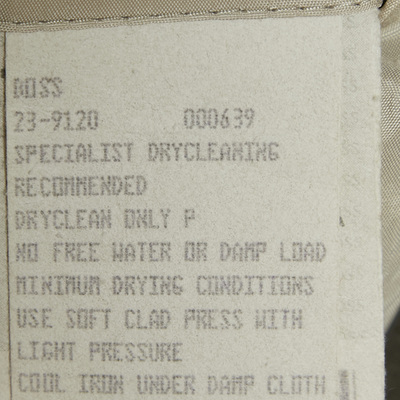 BOSS
23-9120 000639
SPECIALIST DRYCLEANING
RECOMMENDED
DRYCLEAN ONLY P
NO FREE WATER OR DAMP LOAD
MINIMUM DRYING CONDITIONS
USE SOFT CLAD PRESS WITH
LIGHT PRESSURE
COOL IRON UNDER DAMP CLOTH